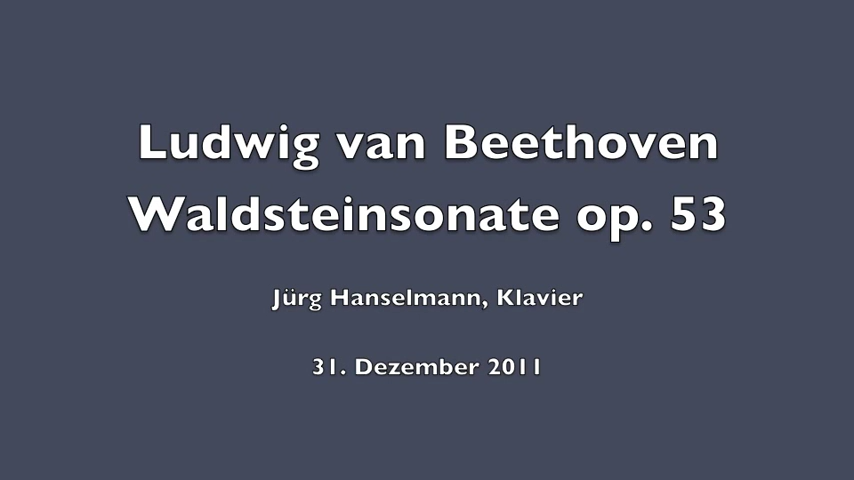 Ludwig van Beethoven
Waldsteinsonate op. 53
Jürg Hanselmann, Klavier
31. Dezember 2011